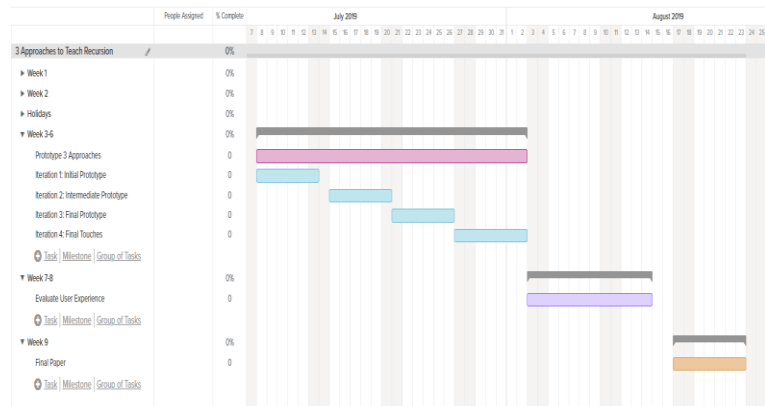 People Assigned % Complete July 2019 August 2019
7 8 9 10 11 12 13 14 15 16 17 18 19 20 21 22 23 24 25 26 27 28 29 30 31 1 2 3 4 5 6 7 8 9 10 11 12 13 14 15 16 17 18 19 20 21 22 23 24 25
3 Approaches to Teach Recursion 0%
Week 1 0%
Week 2 0%
Holidays 0%
Week 3-6 0%
Prototype 3 Approaches 0
Iteration 1: Initial Prototype 0
Iteration 2: Intermediate Prototype 0
Iteration 3: Final Prototype 0
Iteration 4: Final Touches 0
Task | Milestone | Group of Tasks
Week 7-8 0%
Evaluate User Experience 0
Task | Milestone | Group of Tasks
Week 9 0%
Final Paper 0
Task | Milestone | Group of Tasks